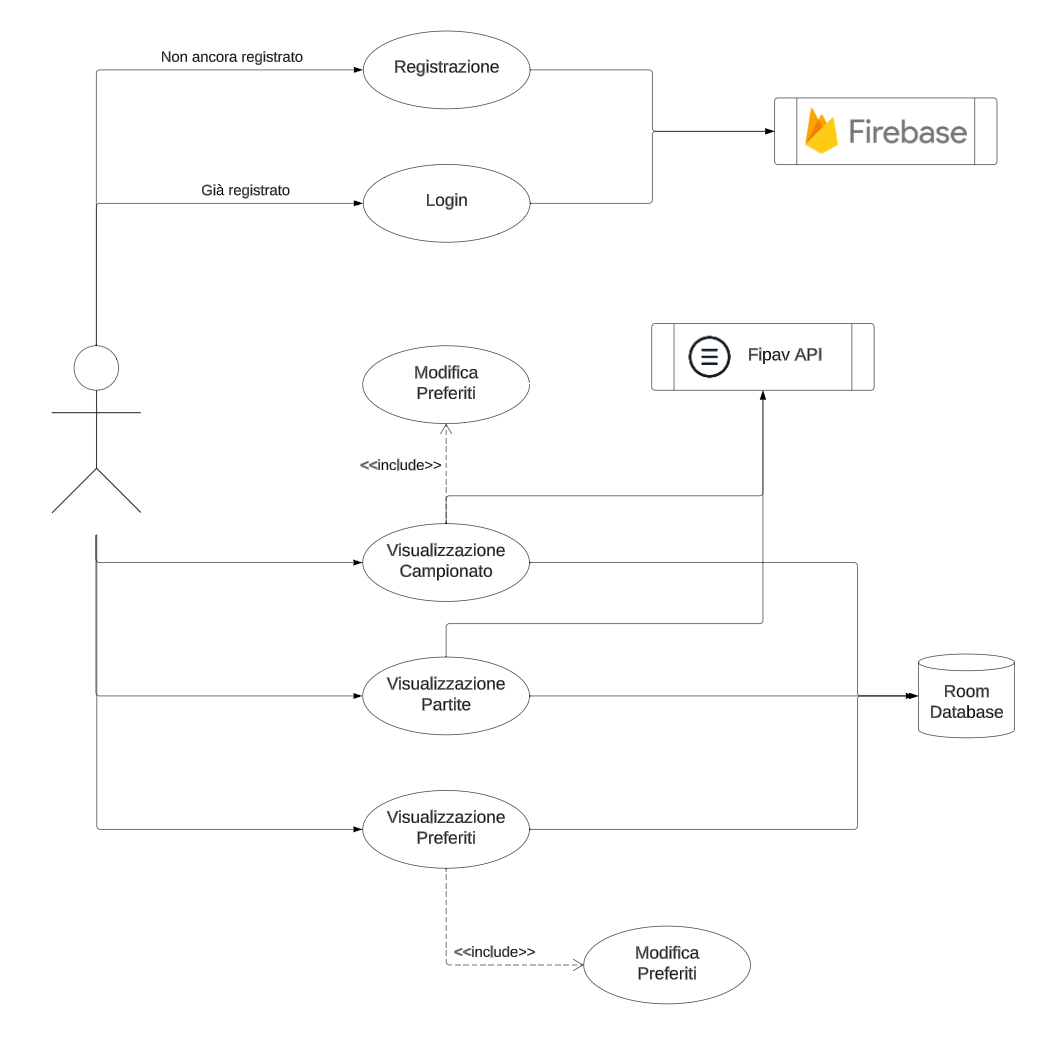 Non ancora registrato
Registrazione
Firebase
Già registrato
Login
Fipav API
Modifica
Preferiti
<<include>>
Visualizzazione
Campionato
Visualizzazione
Partite
Room
Database
Visualizzazione
Preferiti
<<include>>
Modifica
Preferiti